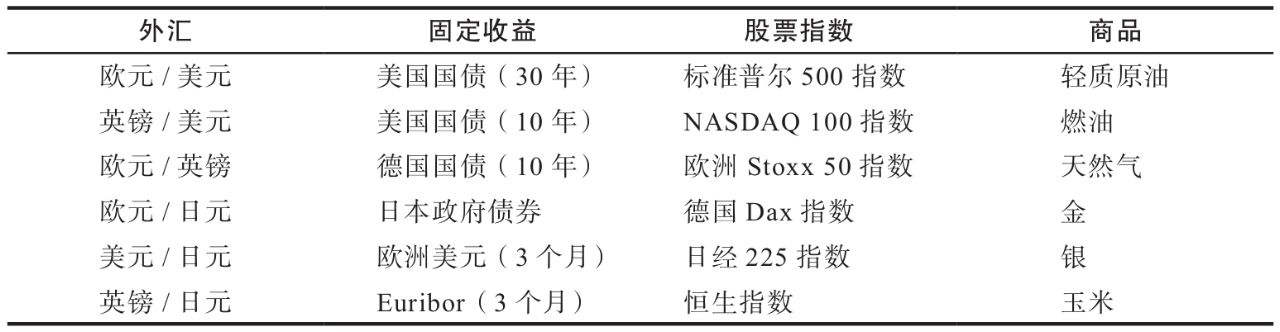 外汇 固定收益 股票指数 商品
欧元 / 美元 美国国债（30 年） 标准普尔 500 指数 轻质原油
英镑 / 美元 美国国债（10 年） NASDAQ 100 指数 燃油
欧元 / 英镑 德国国债（10 年） 欧洲 Stoxx 50 指数 天然气
欧元 / 日元 日本政府债券 德国 Dax 指数 金
美元 / 日元 欧洲美元（3 个月） 日经 225 指数 银
英镑 / 日元 Euribor（3 个月） 恒生指数 玉米